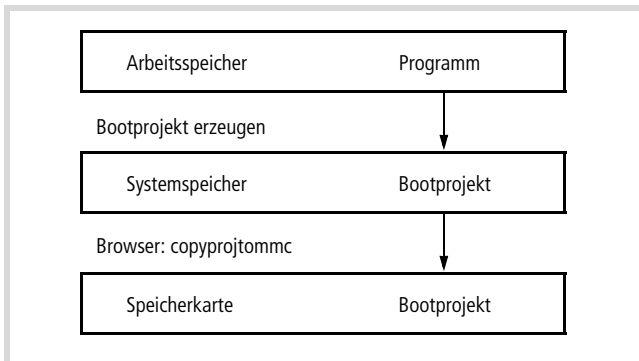 Arbeitsspeicher Programm
Bootprojekt erzeugen
Systemspeicher Bootprojekt
Browser: copyprojtommc
Speicherkarte Bootprojekt